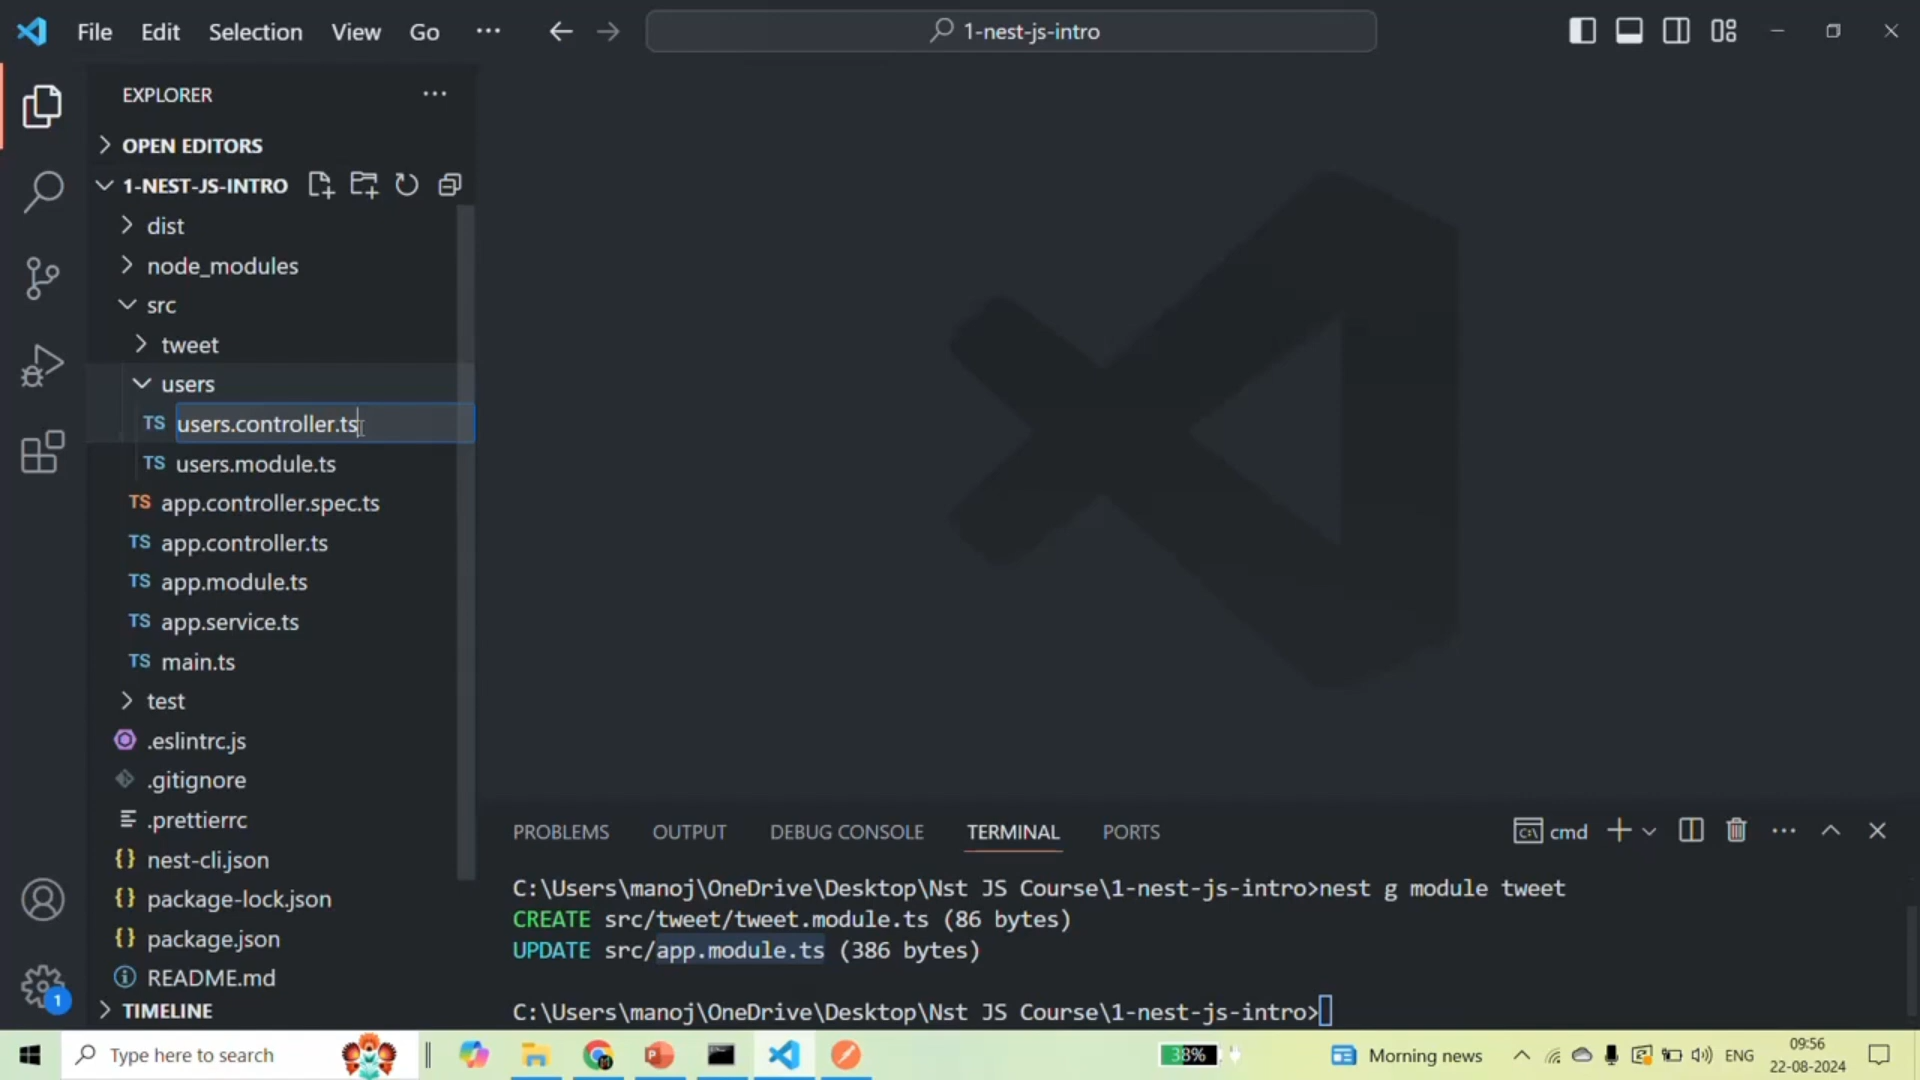 File Edit Selection View Go ...
1-nest-js-intro
EXPLORER
OPEN EDITORS
1-NEST-JS-INTRO
dist
node_modules
src
tweet
users
TS users.controller.ts
TS users.module.ts
TS app.controller.spec.ts
TS app.controller.ts
TS app.module.ts
TS app.service.ts
TS main.ts
test
.eslintrc.js
.gitignore
.prettierrc
{} nest-cli.json
{} package-lock.json
{} package.json
README.md
TIMELINE
1
PROBLEMS OUTPUT DEBUG CONSOLE TERMINAL PORTS
cmd
C:\Users\manoj\OneDrive\Desktop\Nst JS Course\1-nest-js-intro>nest g module tweet
CREATE src/tweet/tweet.module.ts (86 bytes)
UPDATE src/app.module.ts (386 bytes)
C:\Users\manoj\OneDrive\Desktop\Nst JS Course\1-nest-js-intro>
Type here to search
38%
Morning news
ENG
09:56
22-08-2024